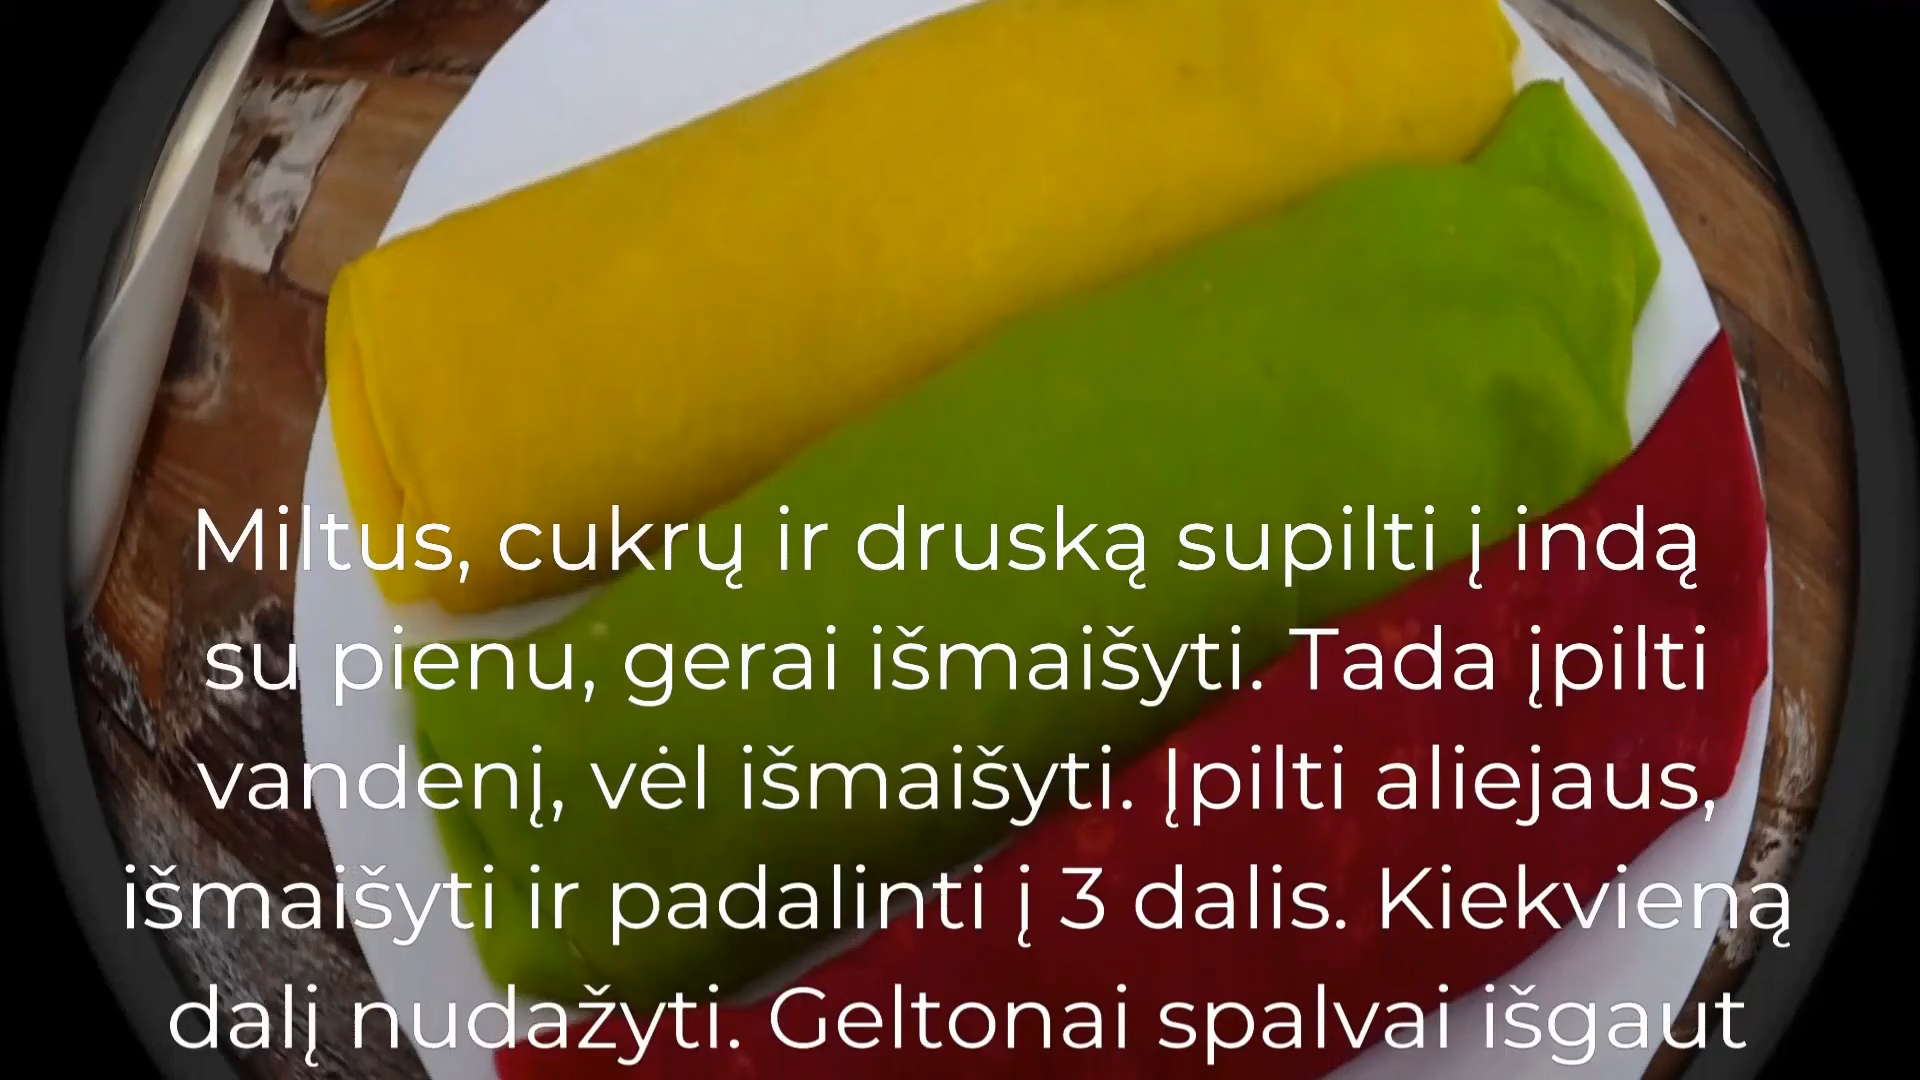 Miltus, cukrų ir druską supilti į indą
su pienu, gerai išmaišyti. Tada įpilti
vandenį, vėl išmaišyti. Įpilti aliejaus,
išmaišyti ir padalinti į 3 dalis. Kiekvieną
dalį nudažyti. Geltonai spalvai išgaut